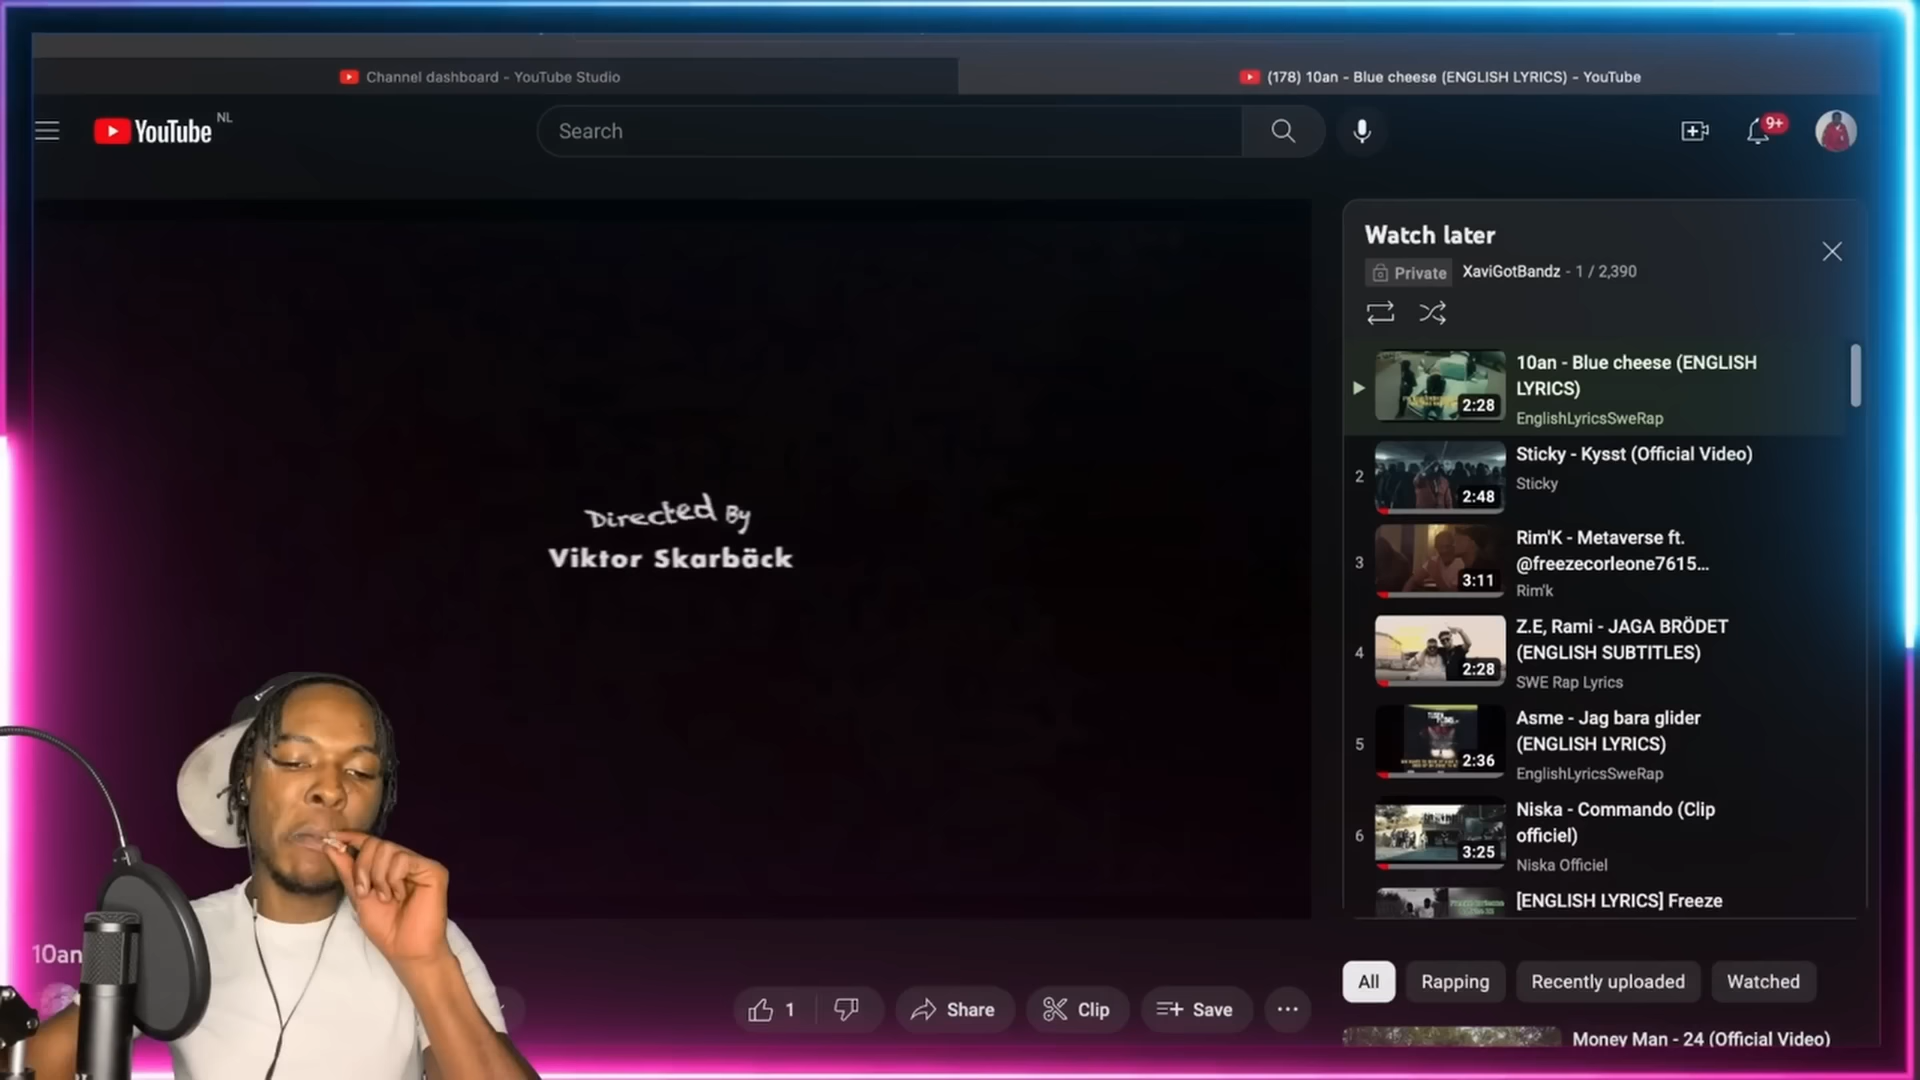 Channel dashboard - YouTube Studio
(178) 10an - Blue cheese (ENGLISH LYRICS) - YouTube
YouTube NL
Search
9+
Directed By
Viktor Skarbäck
Watch later
Private XaviGotBandz - 1 / 2,390
10an - Blue cheese (ENGLISH
LYRICS)
2:28
EnglishLyricsSweRap
2
Sticky - Kysst (Official Video)
Sticky
2:48
3
Rim'K - Metaverse ft.
@freezecorleone7615...
3:11
Rim'k
4
Z.E, Rami - JAGA BRÖDET
(ENGLISH SUBTITLES)
2:28
SWE Rap Lyrics
5
Asme - Jag bara glider
(ENGLISH LYRICS)
2:36
EnglishLyricsSweRap
6
Niska - Commando (Clip
officiel)
3:25
Niska Officiel
[ENGLISH LYRICS] Freeze
10an
1 Share Clip Save
All Rapping Recently uploaded Watched
Money Man - 24 (Official Video)